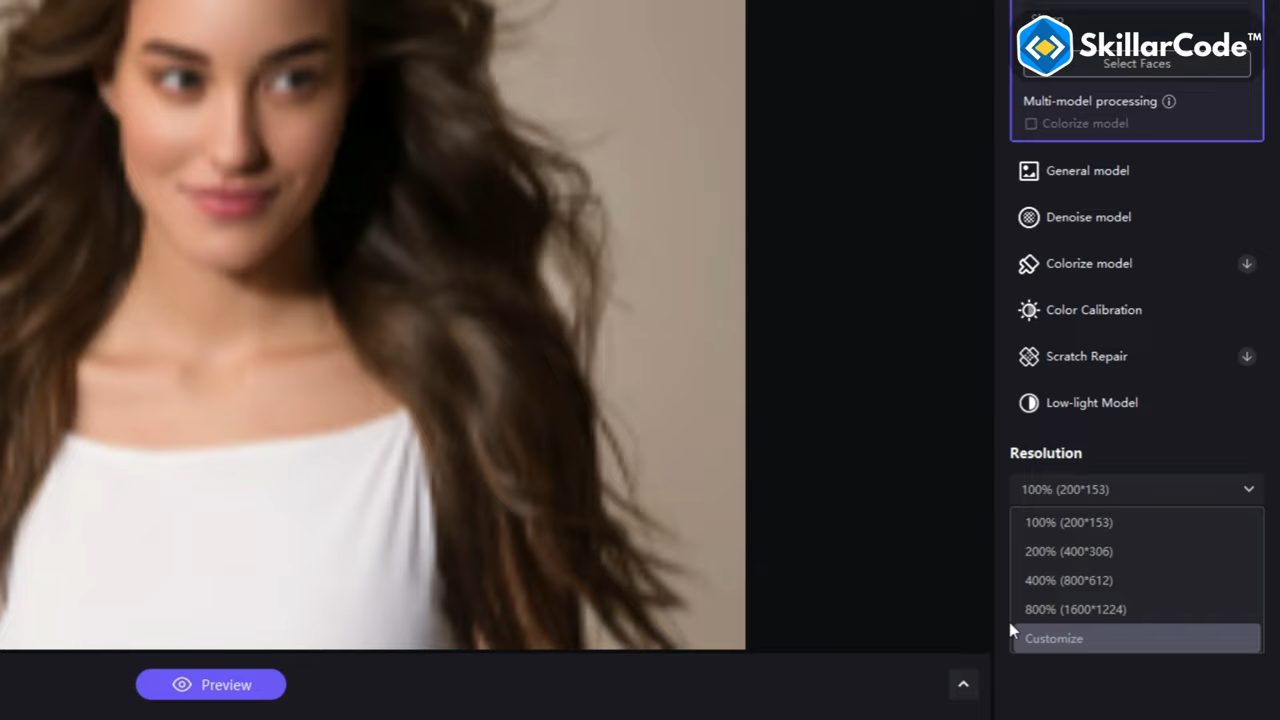 SkillarCode™
Select Faces
Multi-model processing
Colorize model
General model
Denoise model
Colorize model
Color Calibration
Scratch Repair
Low-light Model
Resolution
100% (200*153)
100% (200*153)
200% (400*306)
400% (800*612)
800% (1600*1224)
Customize
Preview